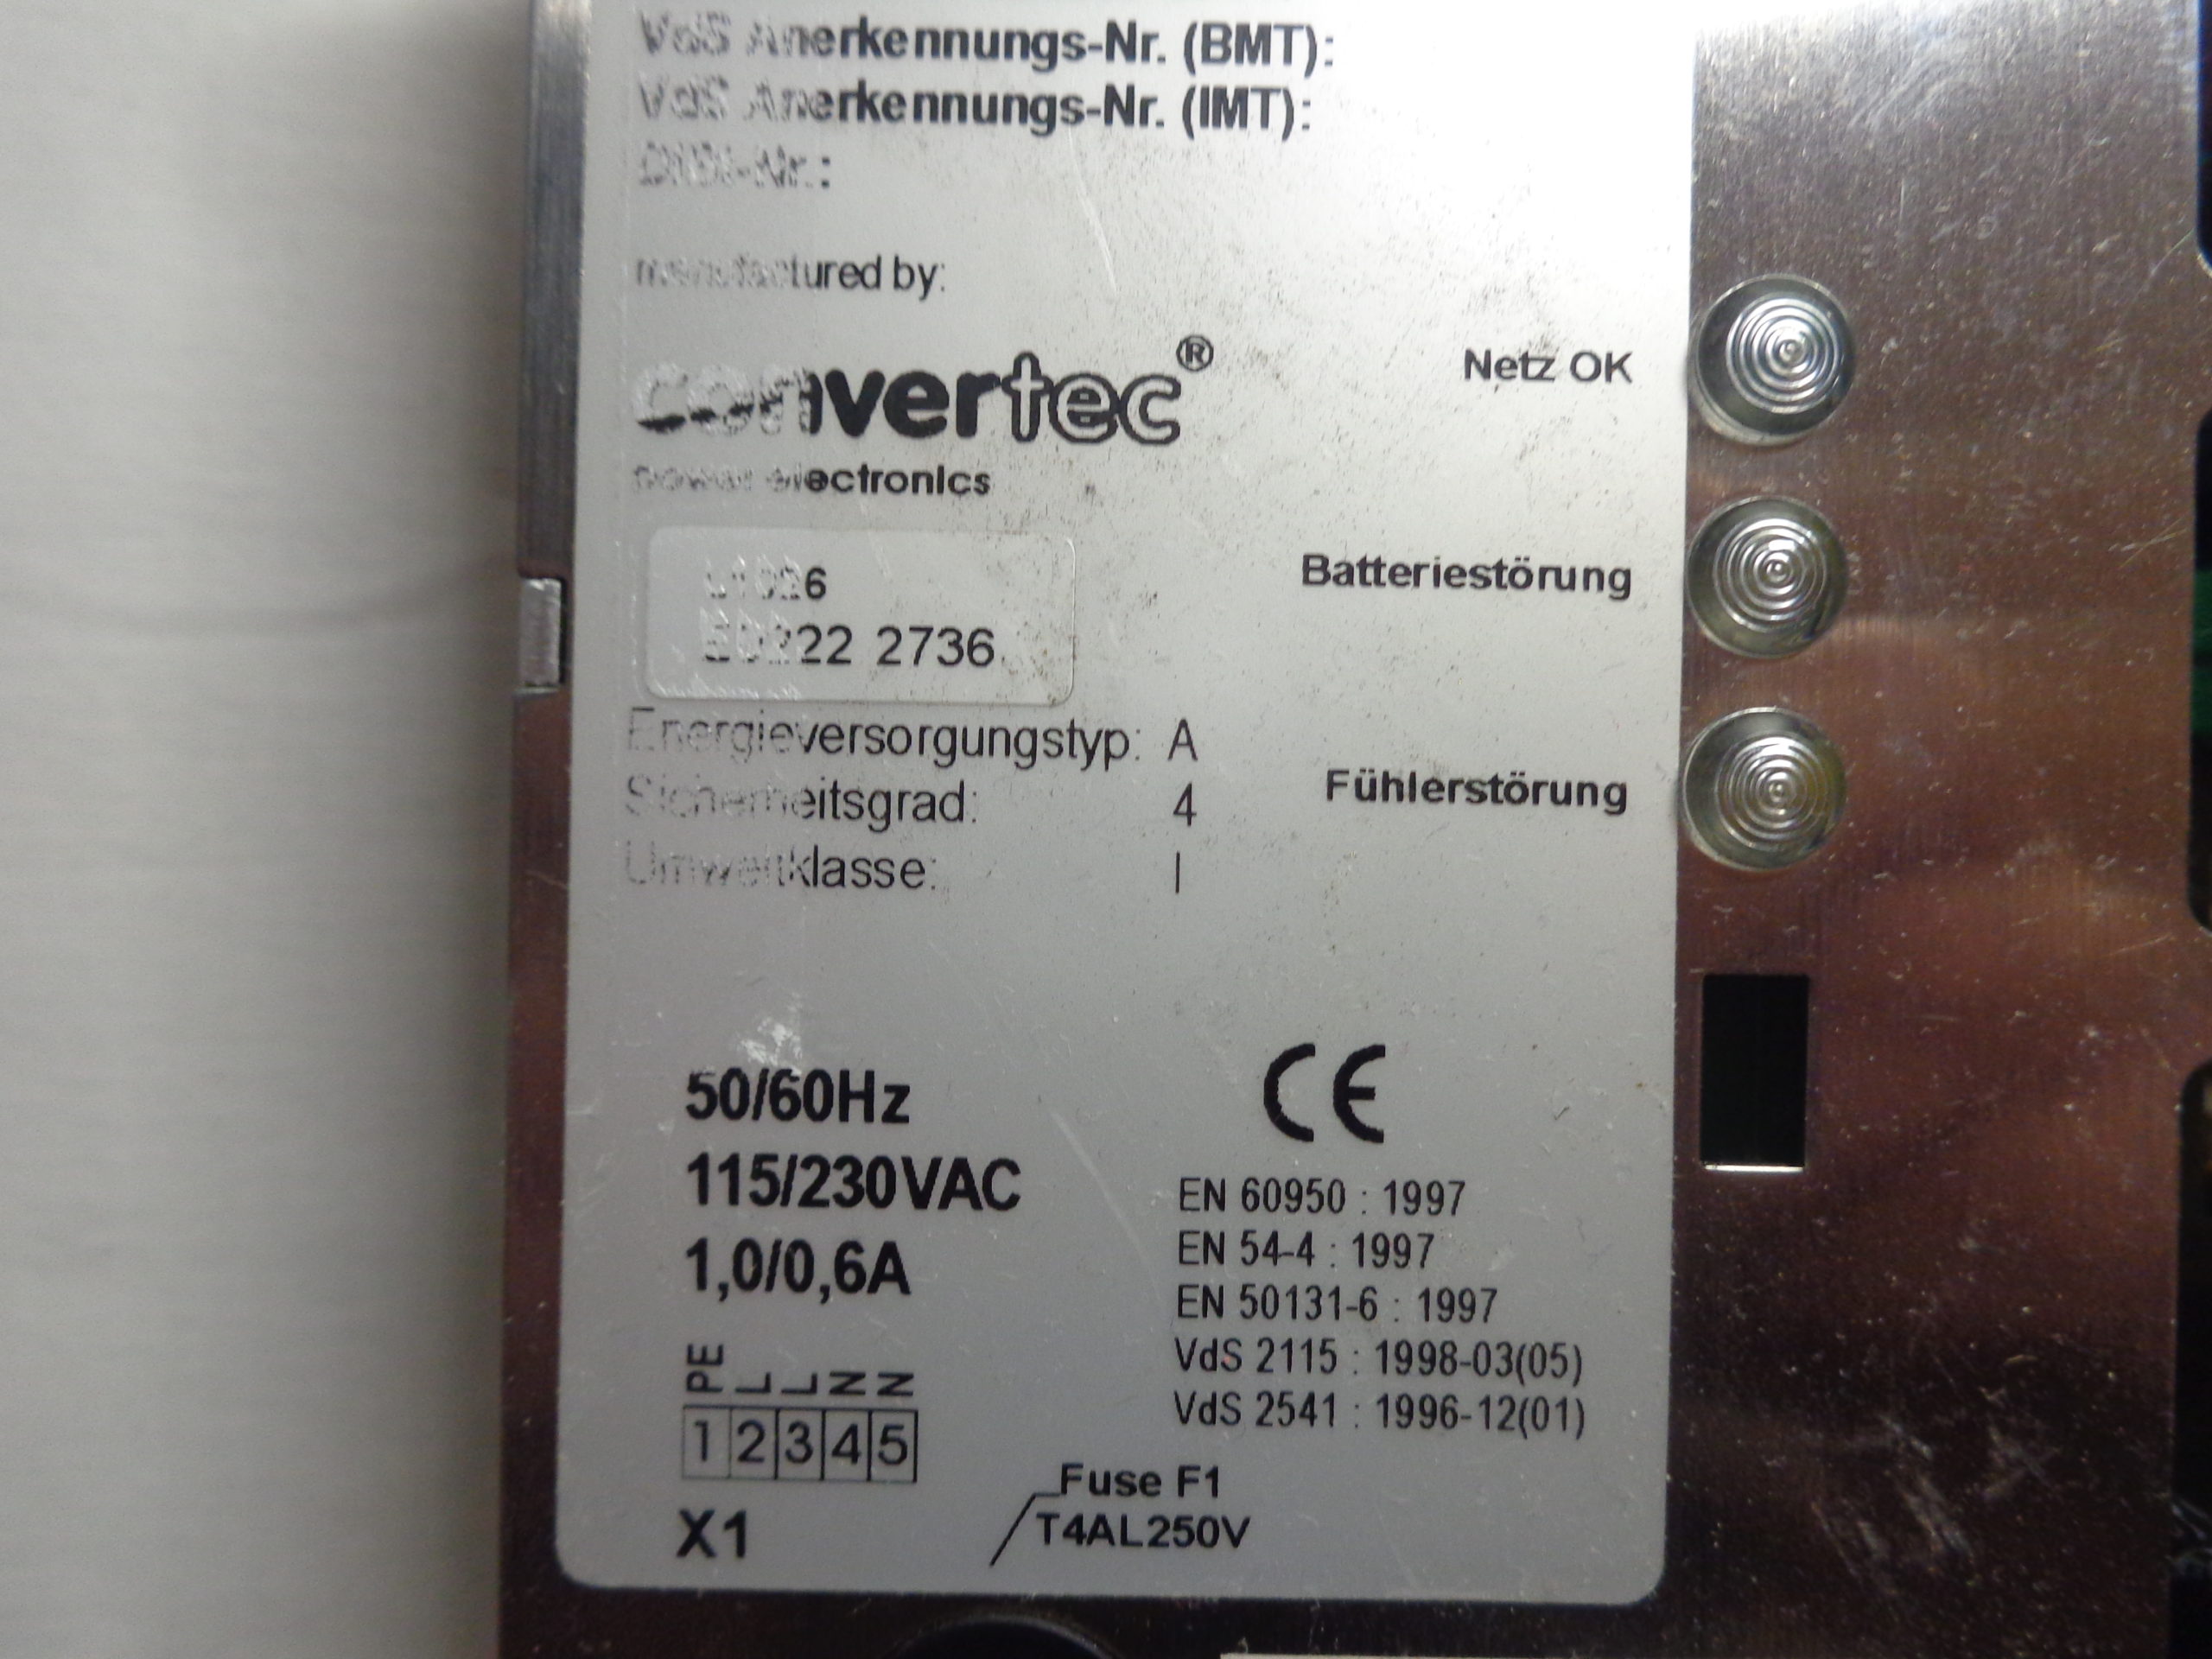 VdS Anerkennungs-Nr. (BMT):
VdS Anerkennungs-Nr. (IMT):
manufactured by:
convertec®
power electronics
Netz OK
Batteriestörung
2736
Energieversorgungstyp: A
Sicherheitsgrad: 4
Fühlerstörung
Umweltklasse: I
50/60Hz
115/230VAC
1,0/0,6A
CE
EN 60950 : 1997
EN 54-4 : 1997
EN 50131-6 : 1997
VdS 2115 : 1998-03(05)
VdS 2541 : 1996-12(01)
PE L L N N
1 2 3 4 5
X1
Fuse F1
T4AL250V